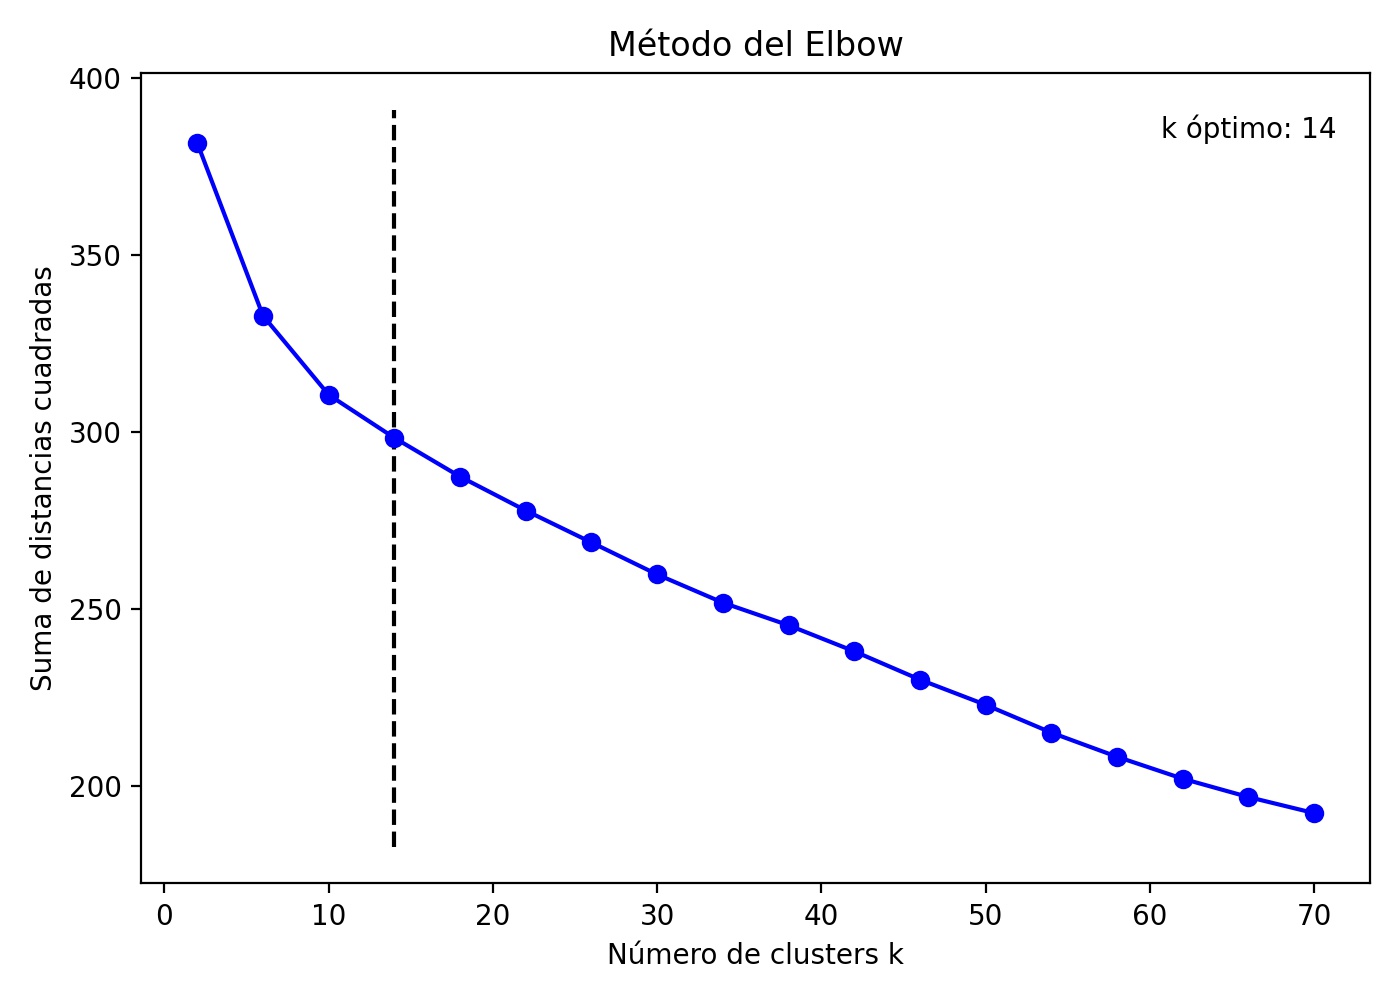 Método del Elbow
k óptimo: 14
Suma de distancias cuadradas
400
350
300
250
200
0 10 20 30 40 50 60 70
Número de clusters k